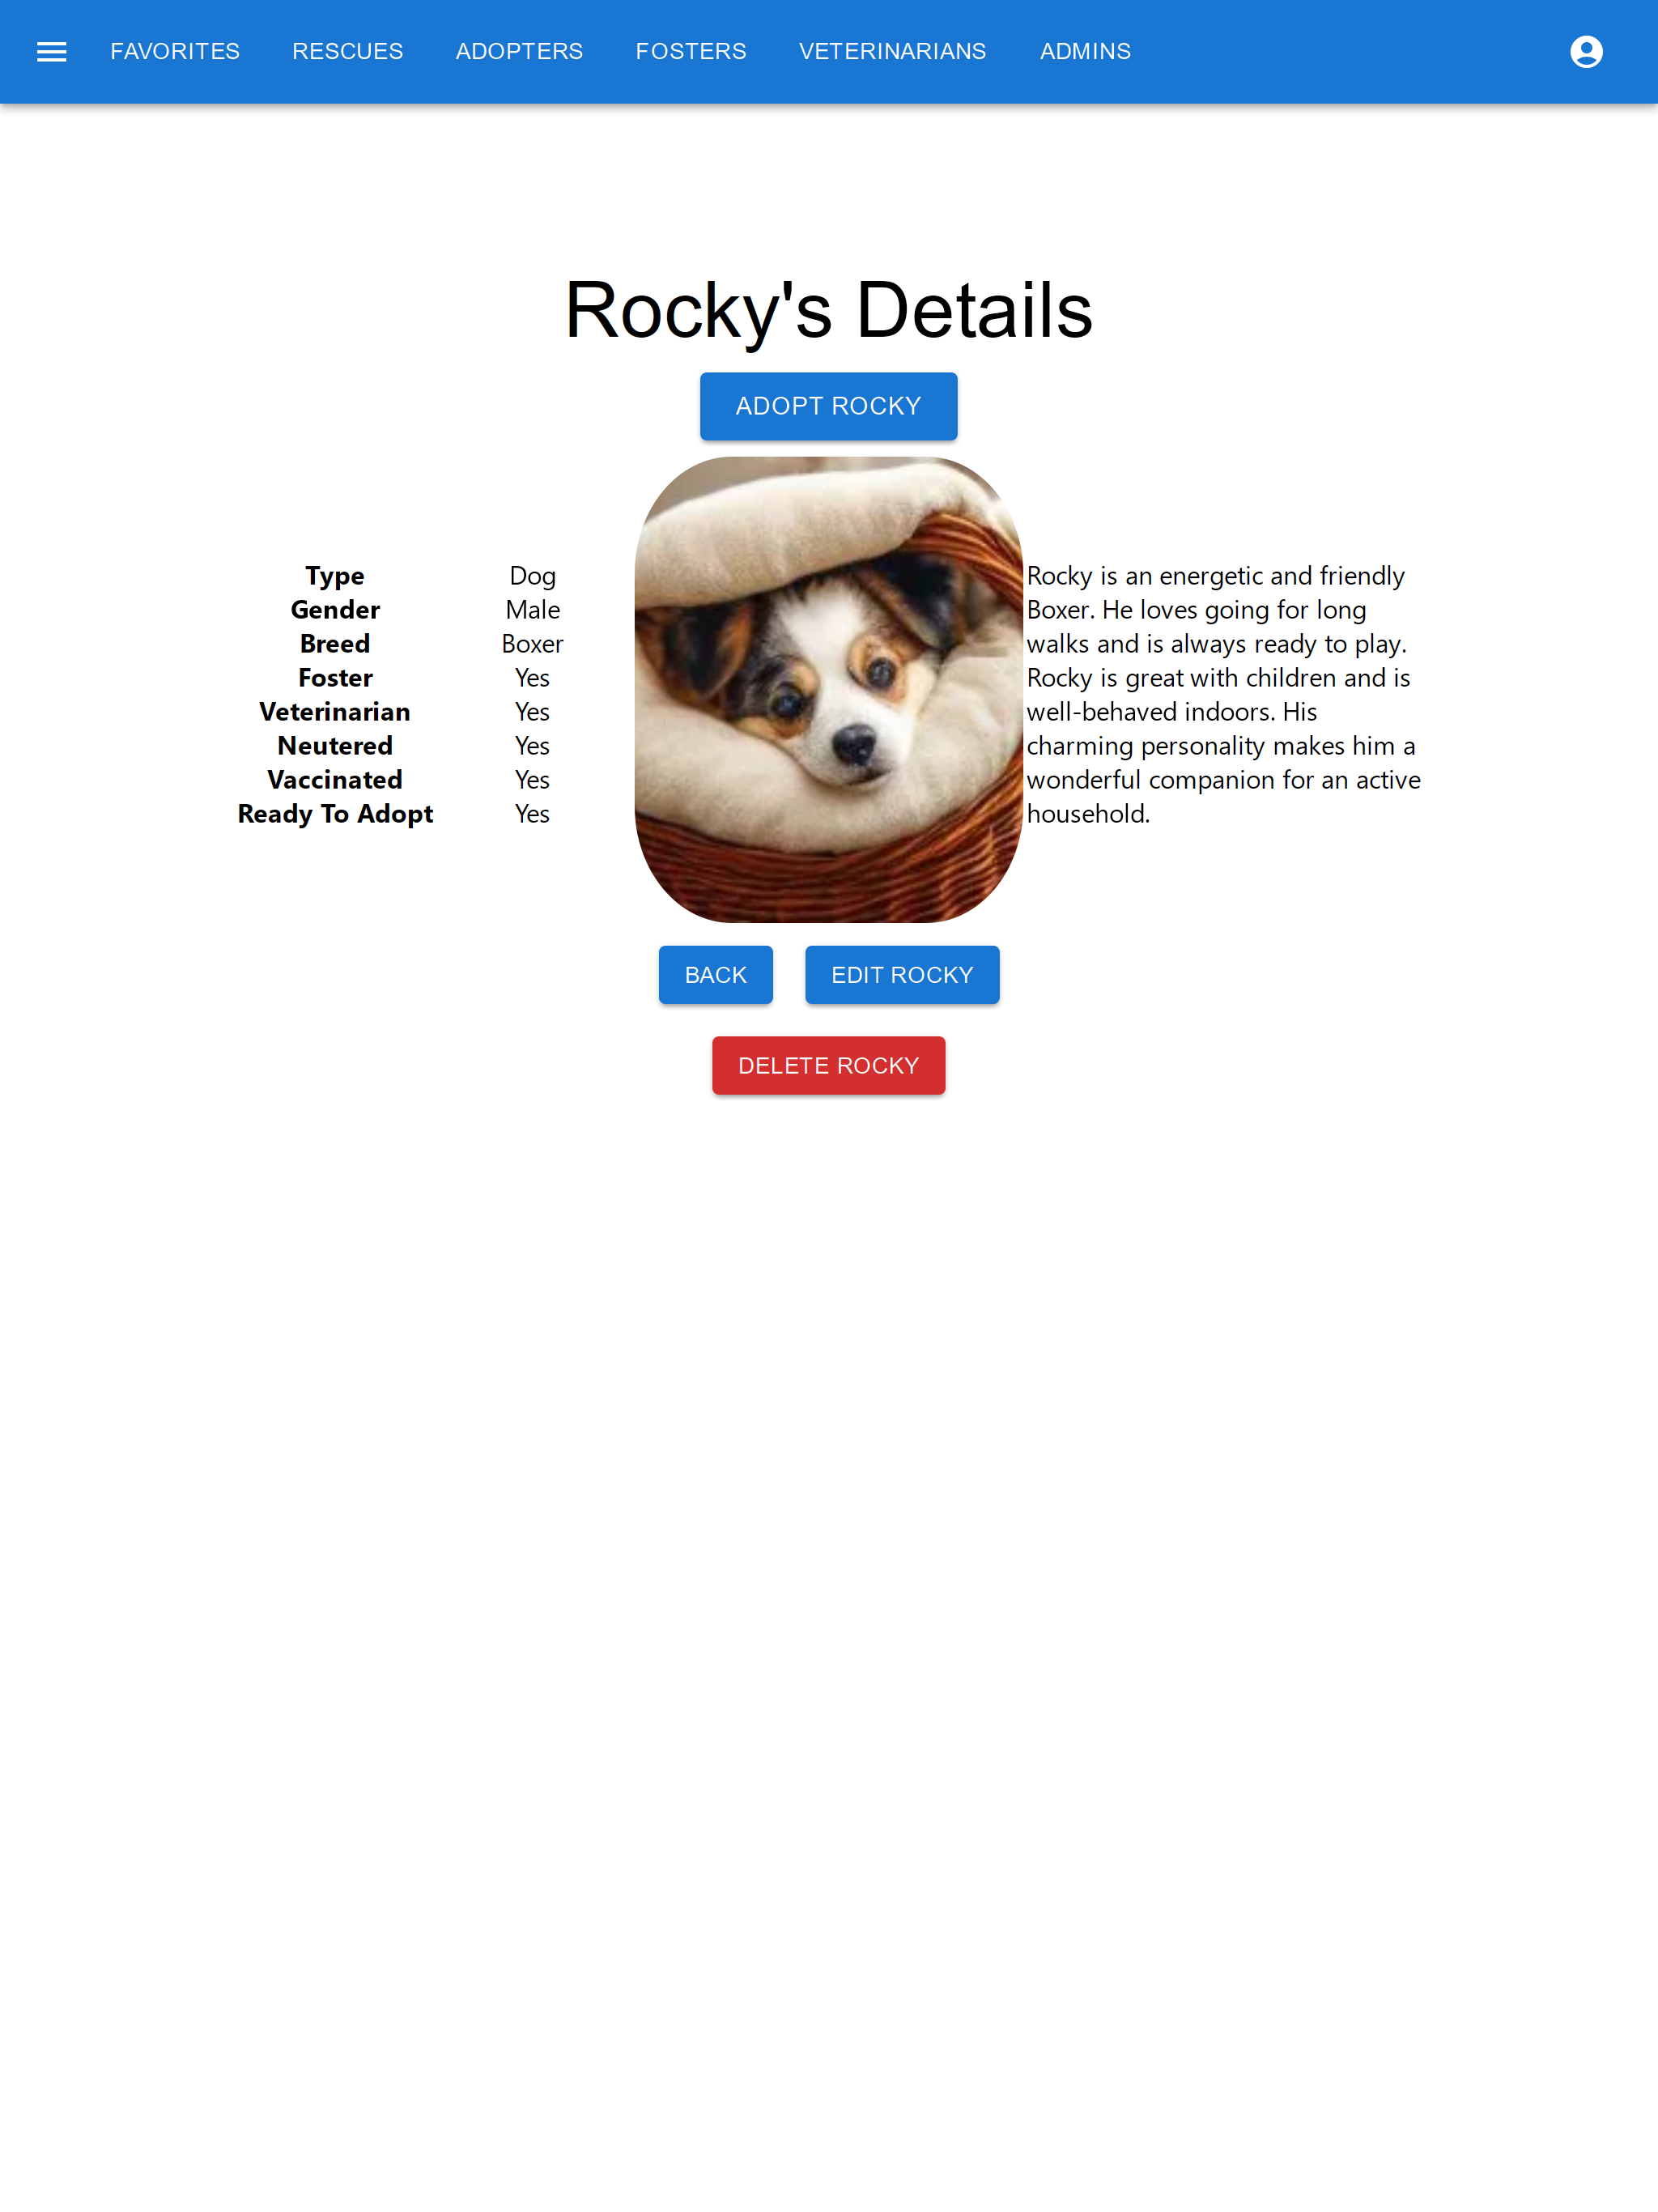 FAVORITES RESCUES ADOPTERS FOSTERS VETERINARIANS ADMINS
Rocky's Details
ADOPT ROCKY
Type Dog
Gender Male
Breed Boxer
Foster Yes
Veterinarian Yes
Neutered Yes
Vaccinated Yes
Ready To Adopt Yes
Rocky is an energetic and friendly
Boxer. He loves going for long
walks and is always ready to play.
Rocky is great with children and is
well-behaved indoors. His
charming personality makes him a
wonderful companion for an active
household.
BACK EDIT ROCKY
DELETE ROCKY